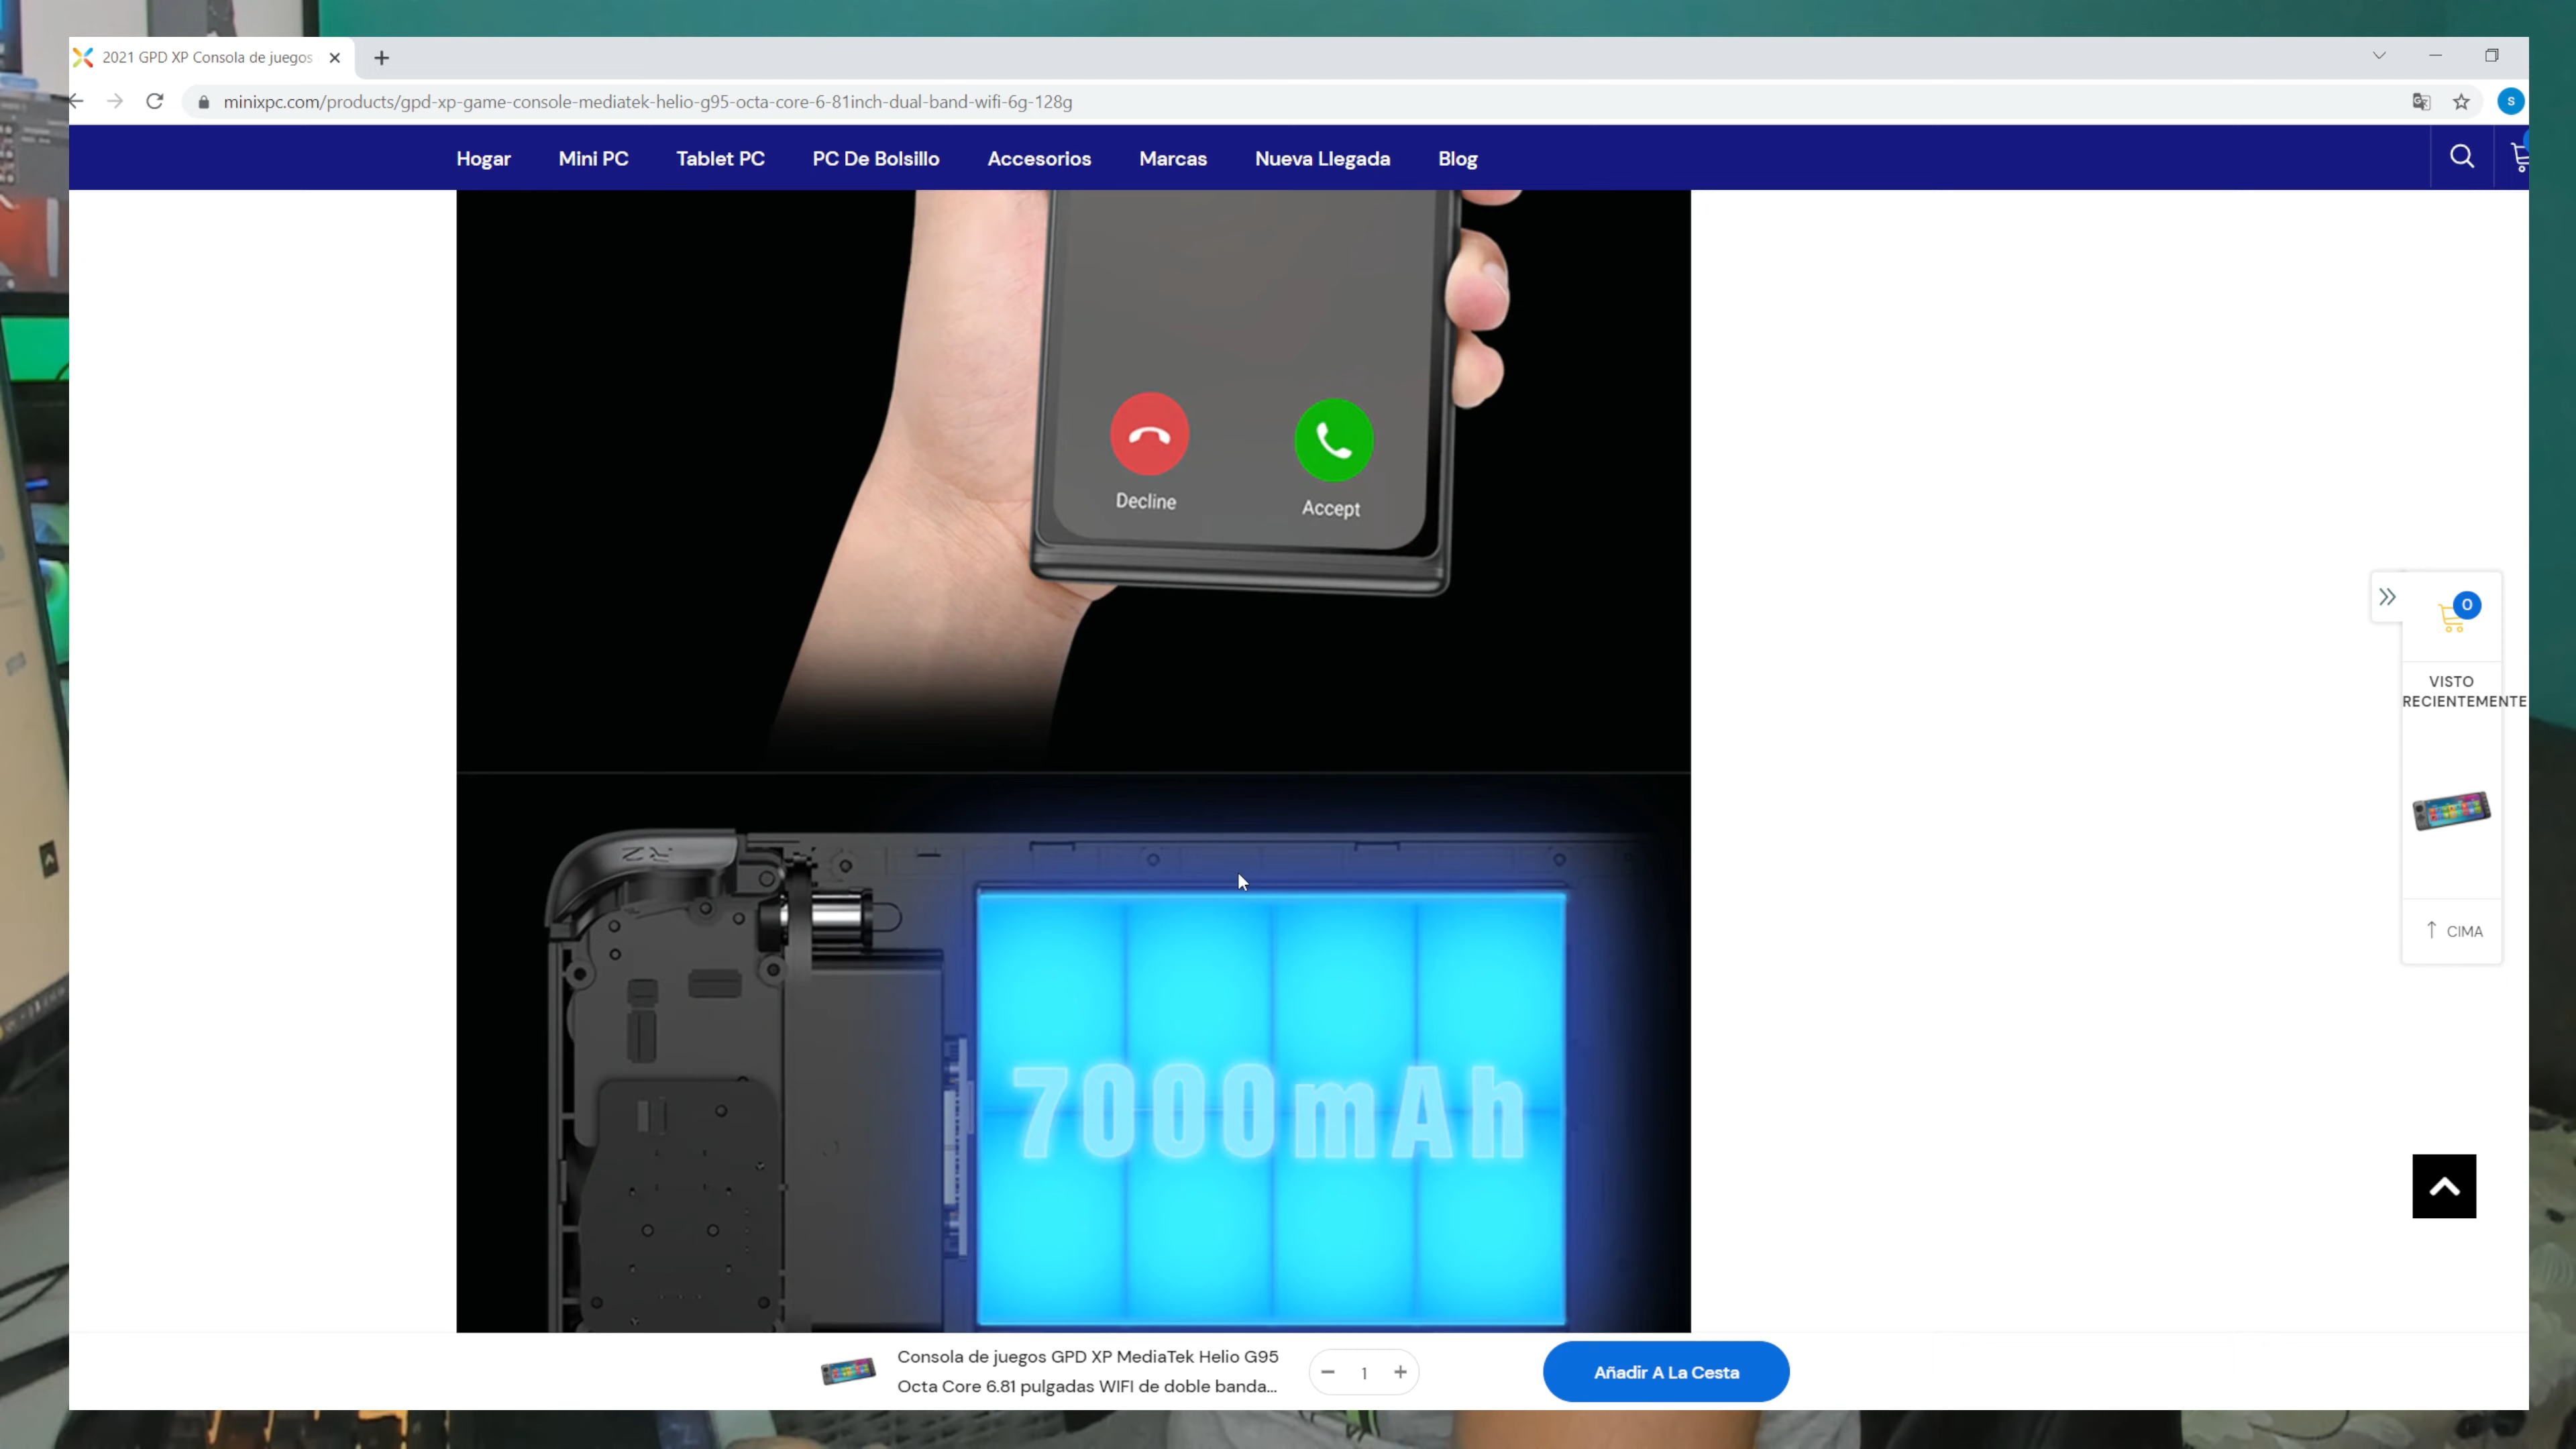 2021 GPD XP Consola de juegos
minixpc.com/products/gpd-xp-game-console-mediatek-helio-g95-octa-core-6-81inch-dual-band-wifi-6g-128g
S
Hogar Mini PC Tablet PC PC De Bolsillo Accesorios Marcas Nueva Llegada Blog
Decline Accept
0
VISTO
RECIENTEMENTE
R2
CIMA
7000mAh
Consola de juegos GPD XP MediaTek Helio G95
Octa Core 6.81 pulgadas WIFI de doble banda...
1
Añadir A La Cesta